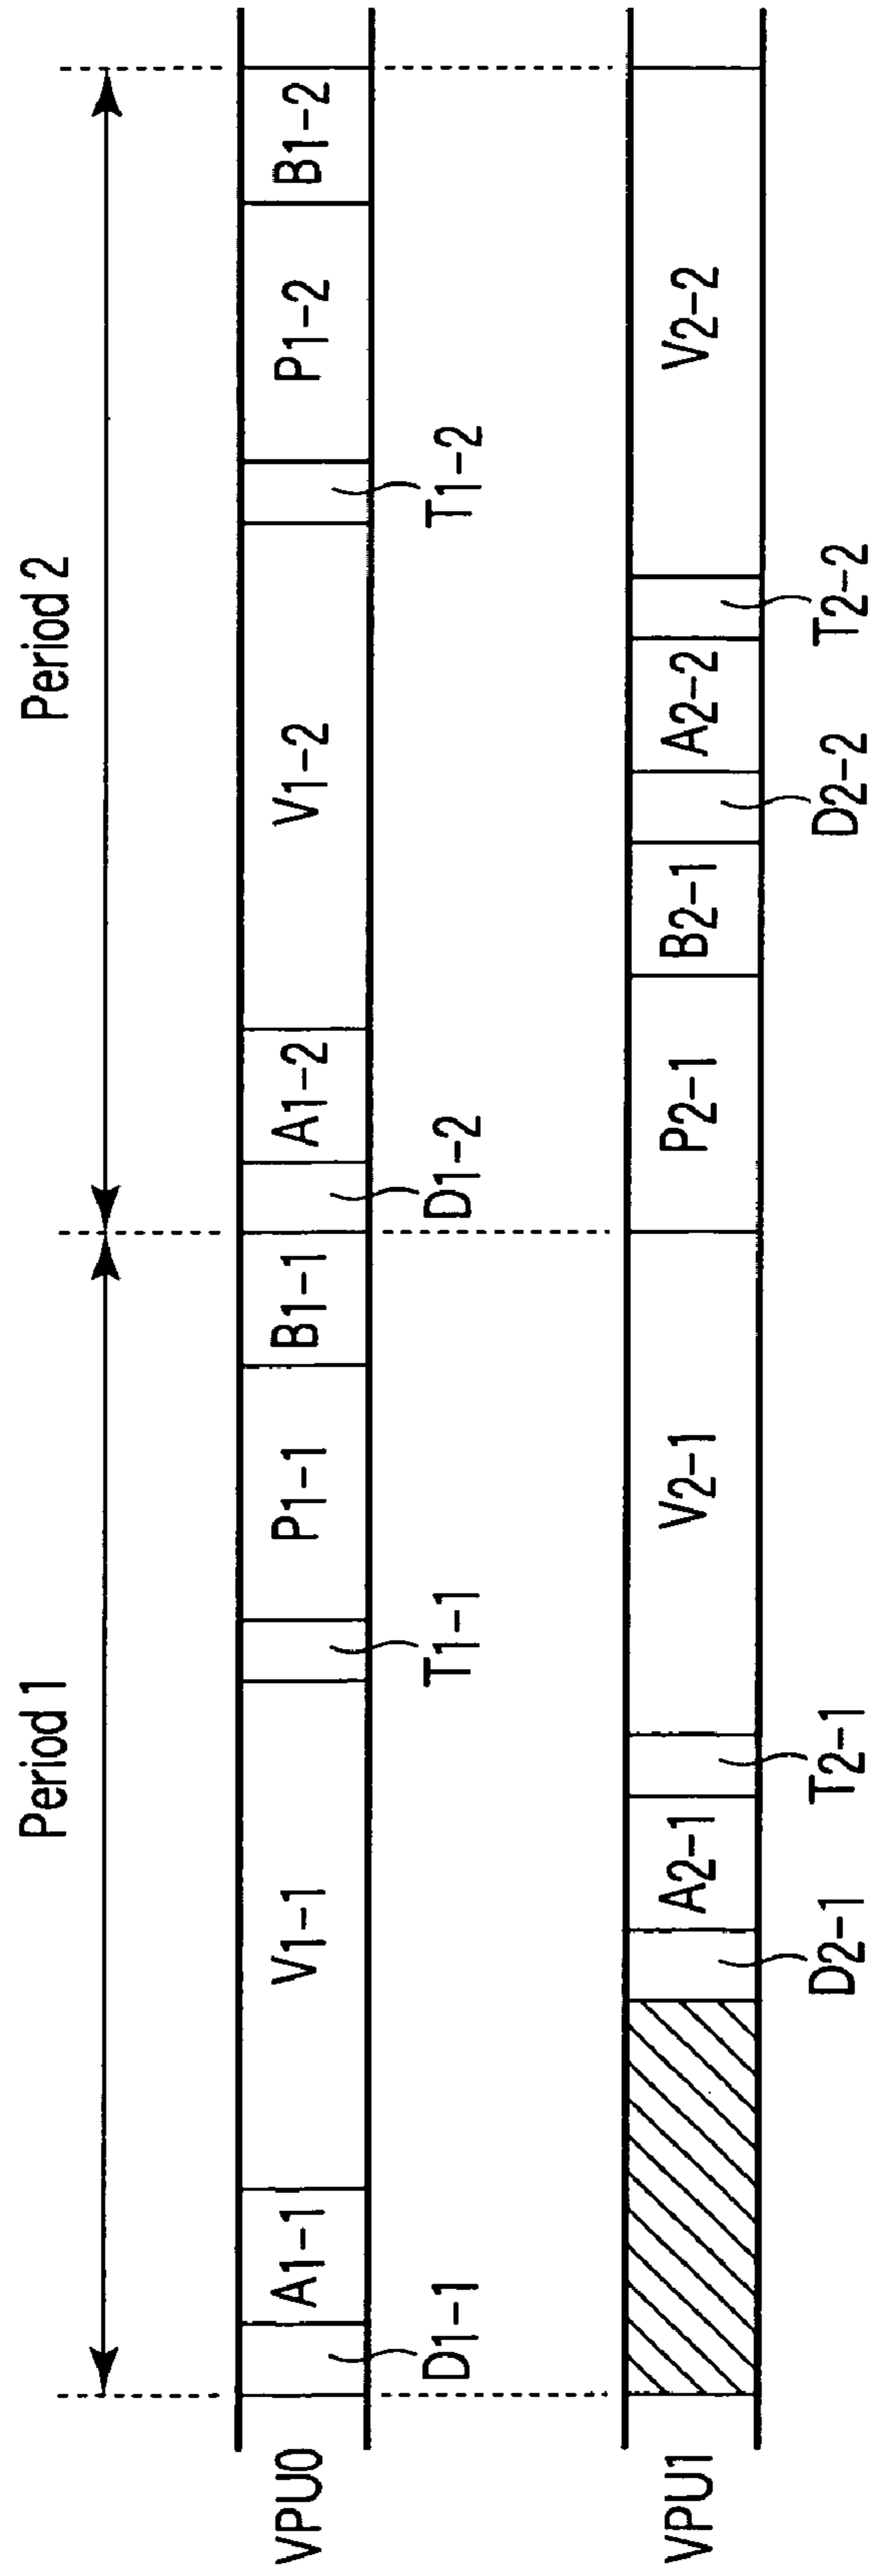 Period 1
Period 2
VPU0
A1-1
V1-1
P1-1
B1-1
A1-2
V1-2
P1-2
B1-2
D1-1
T1-1
D1-2
T1-2
VPU1
A2-1
V2-1
P2-1
B2-1
A2-2
V2-2
D2-1
T2-1
D2-2
T2-2